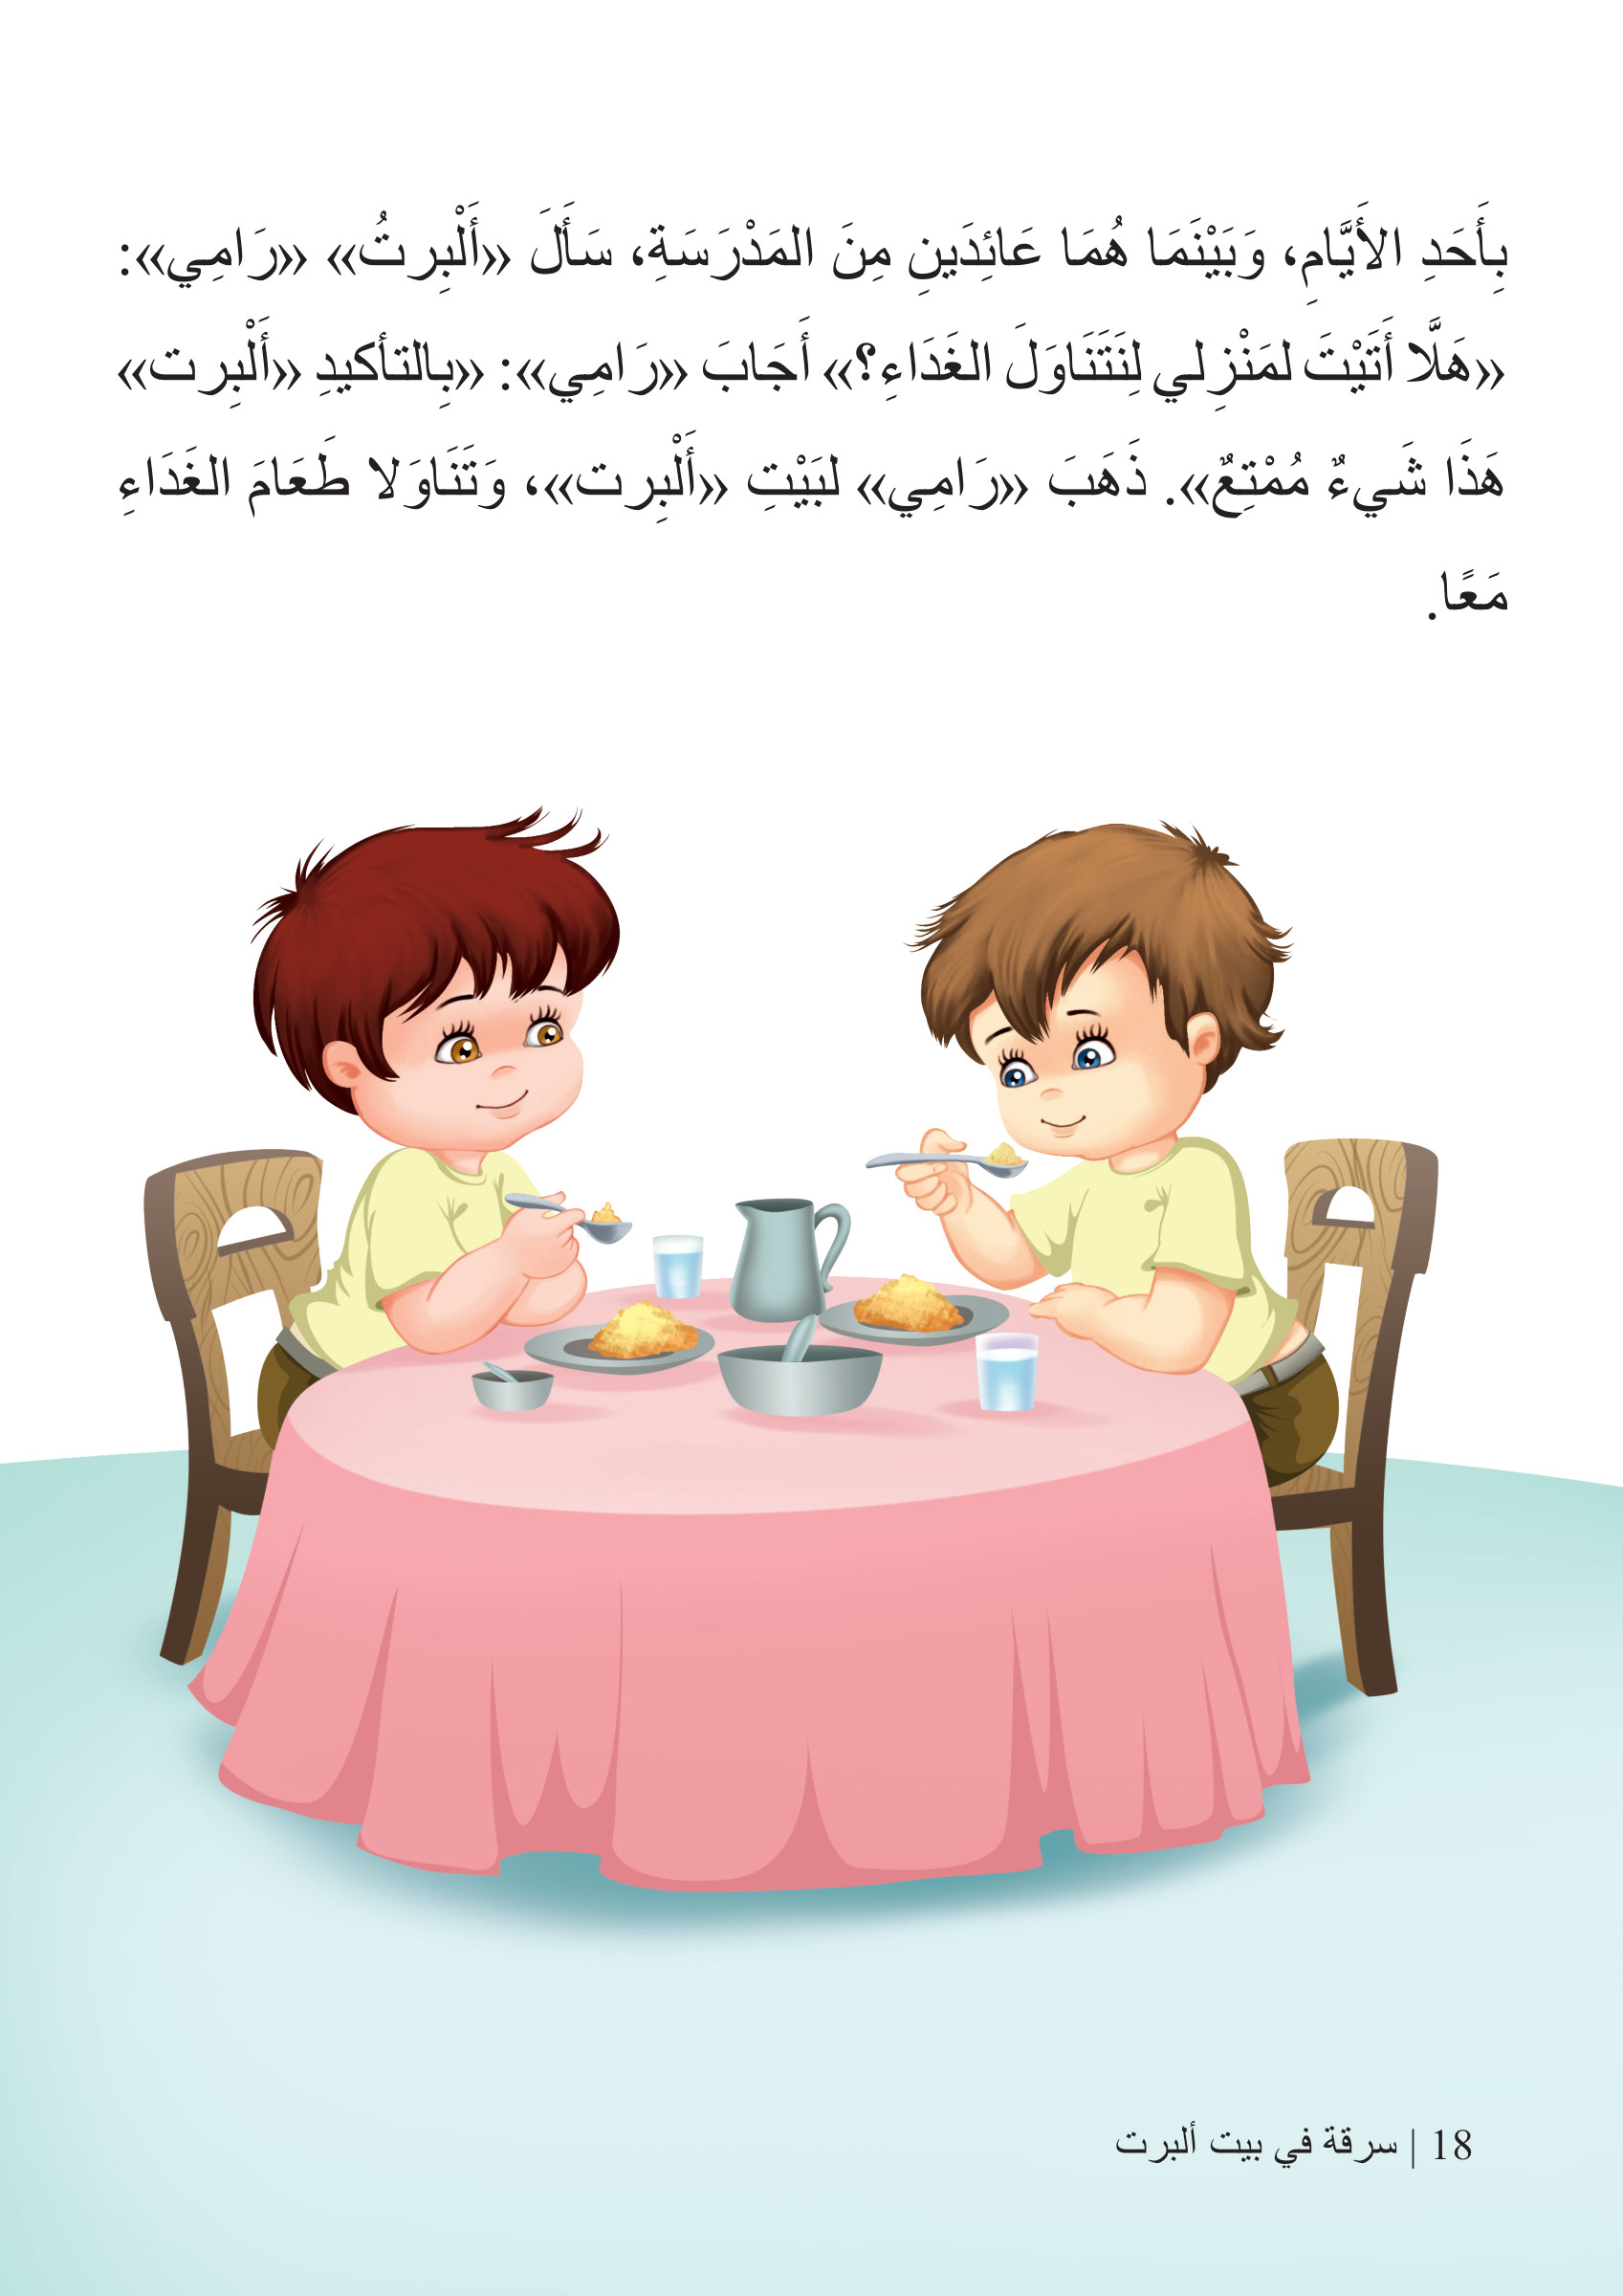 بِأَحَدِ الأَيَّامِ، وَبَيْنَمَا هُمَا عَائِدَينِ مِنَ المَدْرَسَةِ، سَأَلَ «أَلْبِرتُ» «رَامِي»:
«هَلَّا أَتَيْتَ لمَنْزِلي لِنَتَنَاوَلَ الغَدَاءِ؟» أَجَابَ «رَامِي»: «بِالتأكيدِ «أَلْبِرت»
هَذَا شَيءٌ مُمْتِعٌ». ذَهَبَ «رَامِي» لبَيْتِ «أَلْبِرت»، وَتَنَاوَلا طَعَامَ الغَدَاءِ
مَعًا.
18 | سرقة في بيت ألبرت